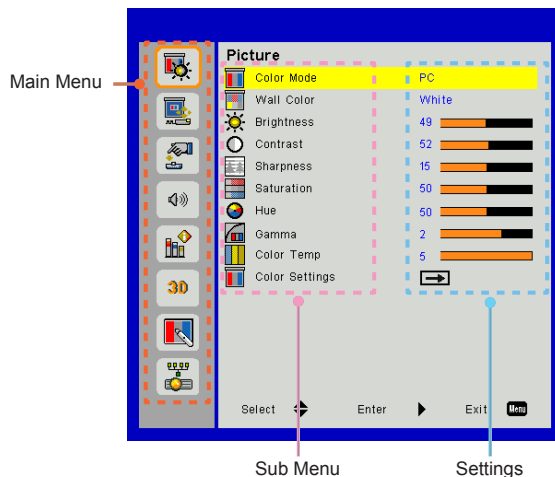 Picture
Main Menu
Color Mode PC
Wall Color White
Brightness 49
Contrast 52
Sharpness 15
Saturation 50
Hue 50
Gamma 2
Color Temp 5
Color Settings
3D
Select Enter Exit Menu
Sub Menu Settings